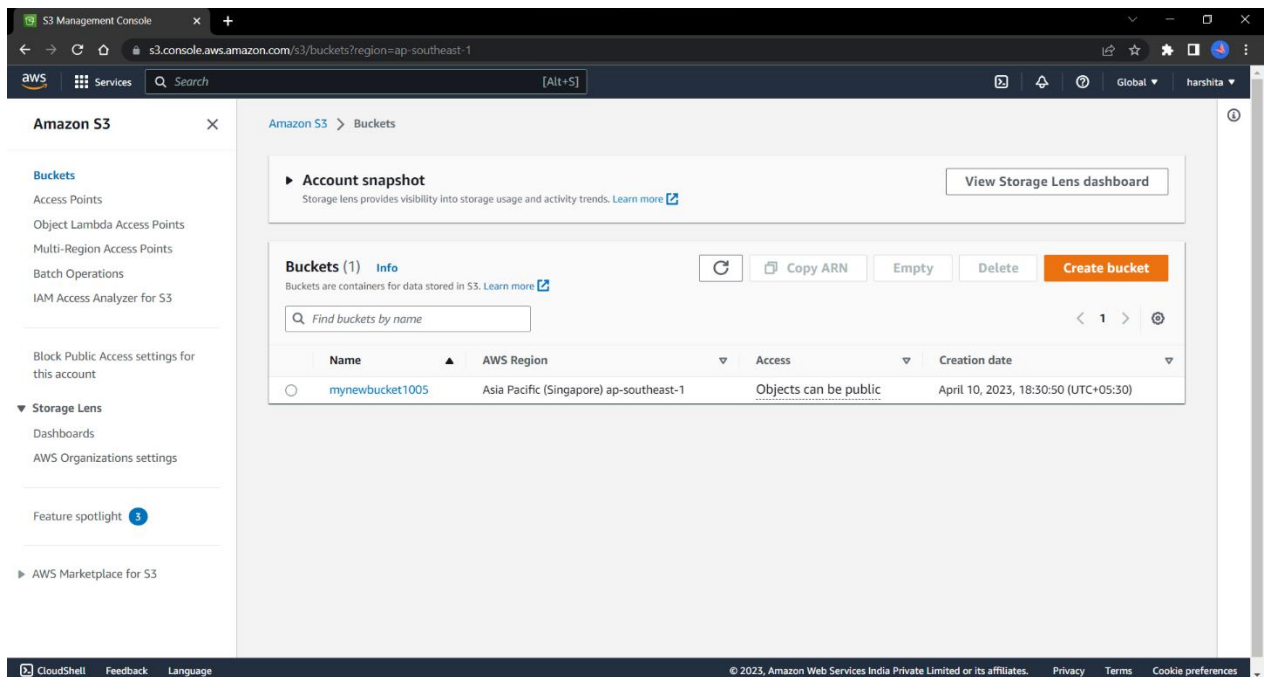 S3 Management Console
s3.console.aws.amazon.com/s3/buckets?region=ap-southeast-1
aws
Services
Search
[Alt+S]
Global
harshita
Amazon S3
Buckets
Access Points
Object Lambda Access Points
Multi-Region Access Points
Batch Operations
IAM Access Analyzer for S3
Block Public Access settings for
this account
Storage Lens
Dashboards
AWS Organizations settings
Feature spotlight 3
AWS Marketplace for S3
Amazon S3 > Buckets
Account snapshot
Storage lens provides visibility into storage usage and activity trends. Learn more
View Storage Lens dashboard
Buckets (1) Info
Buckets are containers for data stored in S3. Learn more
Copy ARN
Empty
Delete
Create bucket
Find buckets by name
< 1 >
Name AWS Region Access Creation date
mynewbucket1005 Asia Pacific (Singapore) ap-southeast-1 Objects can be public April 10, 2023, 18:30:50 (UTC+05:30)
CloudShell Feedback Language
© 2023, Amazon Web Services India Private Limited or its affiliates. Privacy Terms Cookie preferences